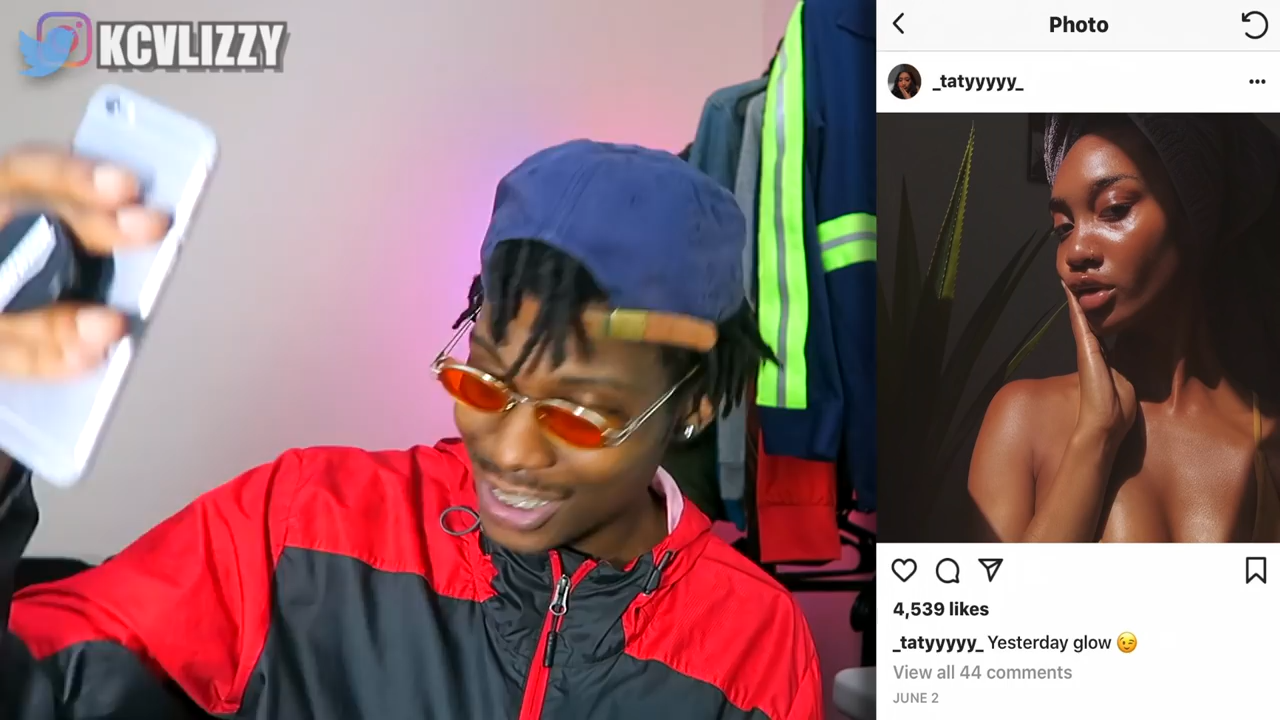 KCVLIZZY
Photo
_tatyyyyy_
4,539 likes
_tatyyyyy_ Yesterday glow 😉
View all 44 comments
JUNE 2